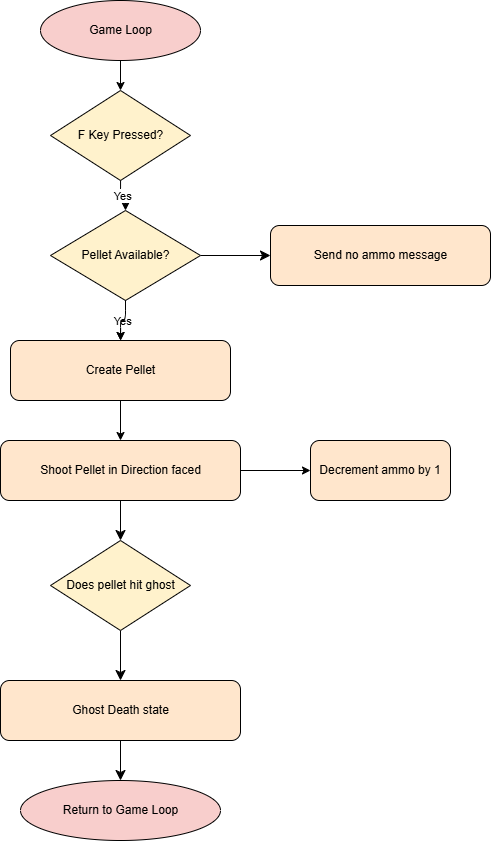 Game Loop
F Key Pressed?
Yes
Pellet Available?
Send no ammo message
Yes
Create Pellet
Shoot Pellet in Direction faced
Decrement ammo by 1
Does pellet hit ghost
Ghost Death state
Return to Game Loop